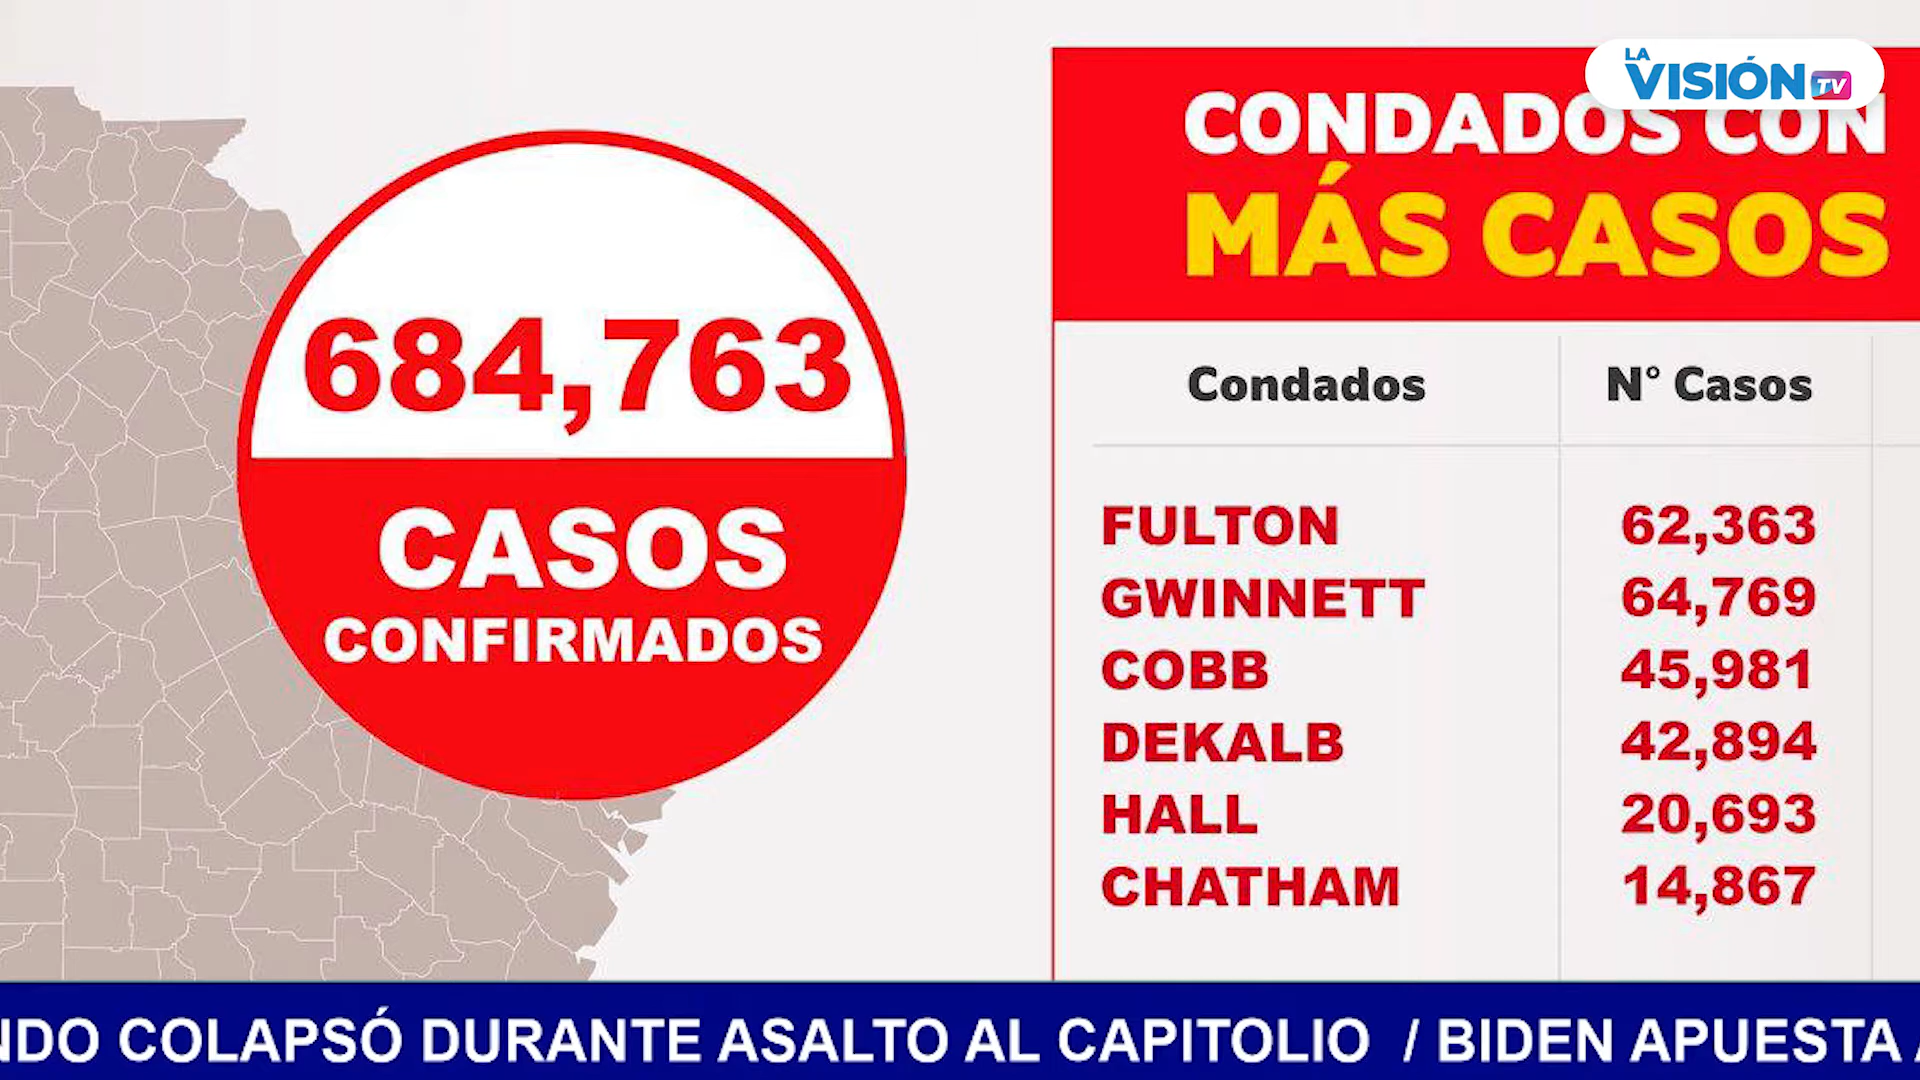 LA
VISIÓN TV
CONDADOS CON
MÁS CASOS
684,763
CASOS
CONFIRMADOS
Condados N° Casos
FULTON 62,363
GWINNETT 64,769
COBB 45,981
DEKALB 42,894
HALL 20,693
CHATHAM 14,867
COLAPSÓ DURANTE ASALTO AL CAPITOLIO / BIDEN APUESTA